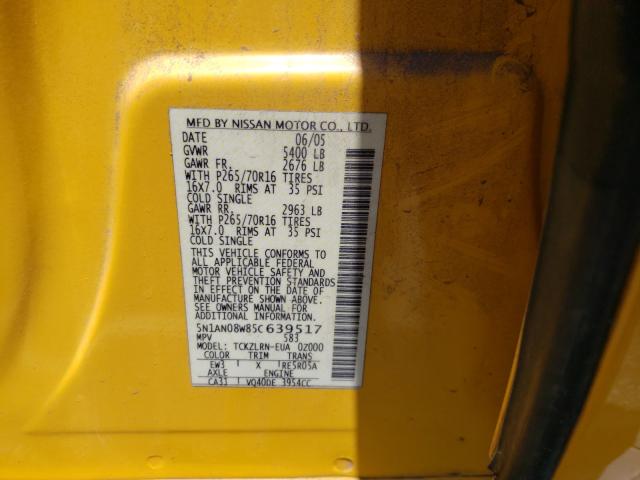 MFD BY NISSAN MOTOR CO., LTD.
DATE 06/05
GVWR 5400 LB
GAWR FR. 2676 LB
WITH P265/70R16 TIRES
16X7.0 RIMS AT 35 PSI
COLD SINGLE
GAWR RR. 2963 LB
WITH P265/70R16 TIRES
16X7.0 RIMS AT 35 PSI
COLD SINGLE
THIS VEHICLE CONFORMS TO
ALL APPLICABLE FEDERAL
MOTOR VEHICLE SAFETY AND
THEFT PREVENTION STANDARDS
IN EFFECT ON THE DATE OF
MANUFACTURE SHOWN ABOVE.
SEE OWNERS MANUAL FOR
ADDITIONAL INFORMATION.
5N1AN08W85C639517
MPV 583
MODEL: TCKZLRN-EUA 0Z000
COLOR TRIM TRANS
EW3 X RE5R05A
AXLE ENGINE
CA33 VQ40DE 3954CC